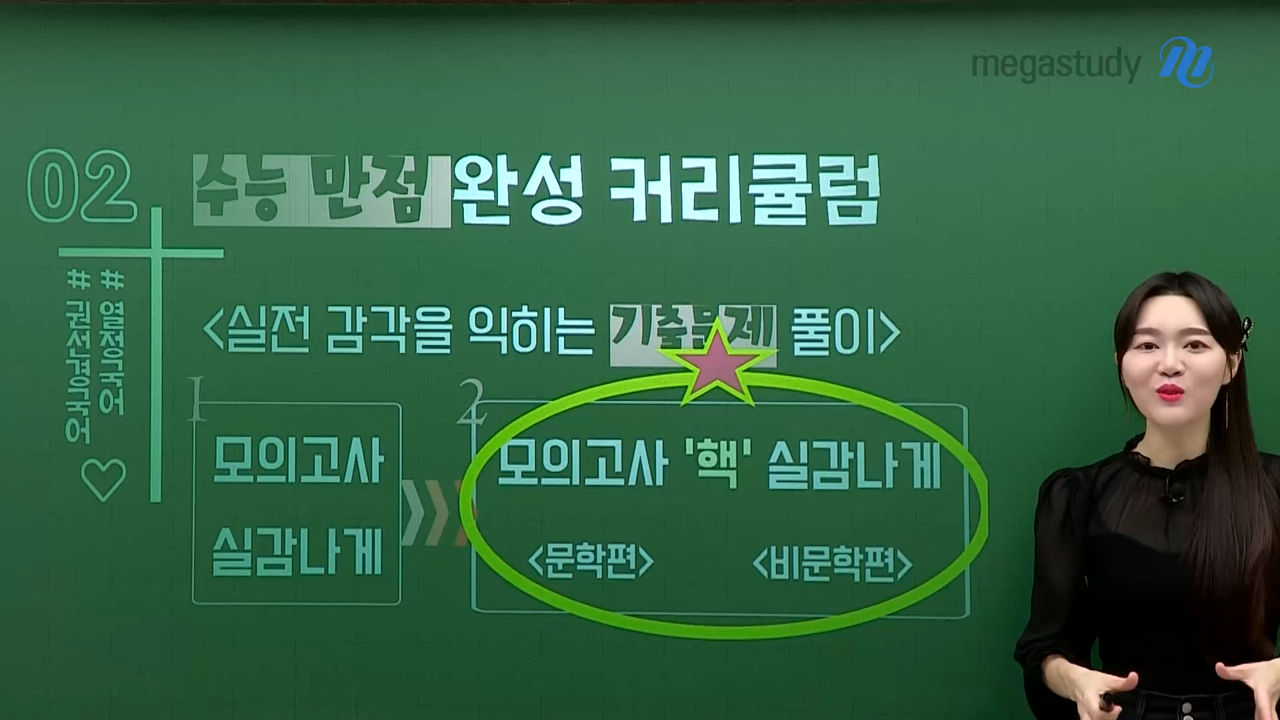 megastudy
02 수능 만점 완성 커리큘럼
# 열정국어
# 권선경국어
<실전 감각을 익히는 기출문제 풀이>
1
모의고사
실감나게
2
모의고사 '핵' 실감나게
<문학편> <비문학편>